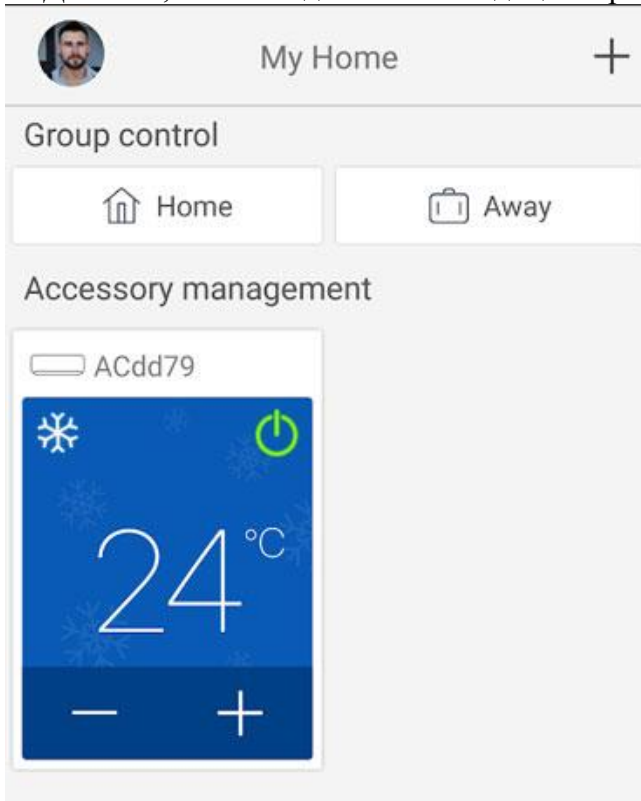 My Home
Group control
Home
Away
Accessory management
ACdd79
24 °C